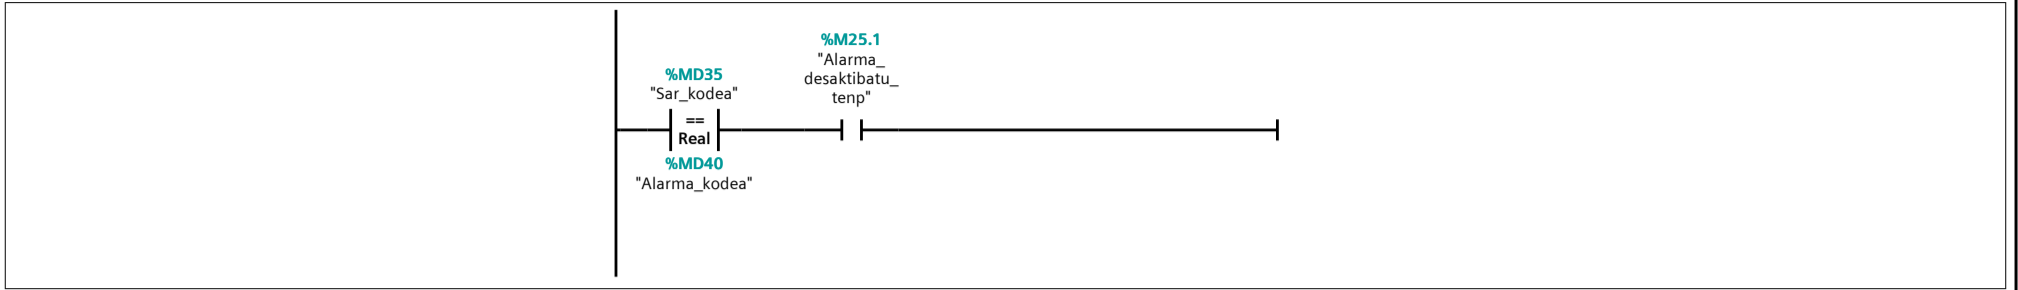 %M25.1
"Alarma_
desaktibatu_
tenp"
%MD35
"Sar_kodea"
==
Real
%MD40
"Alarma_kodea"